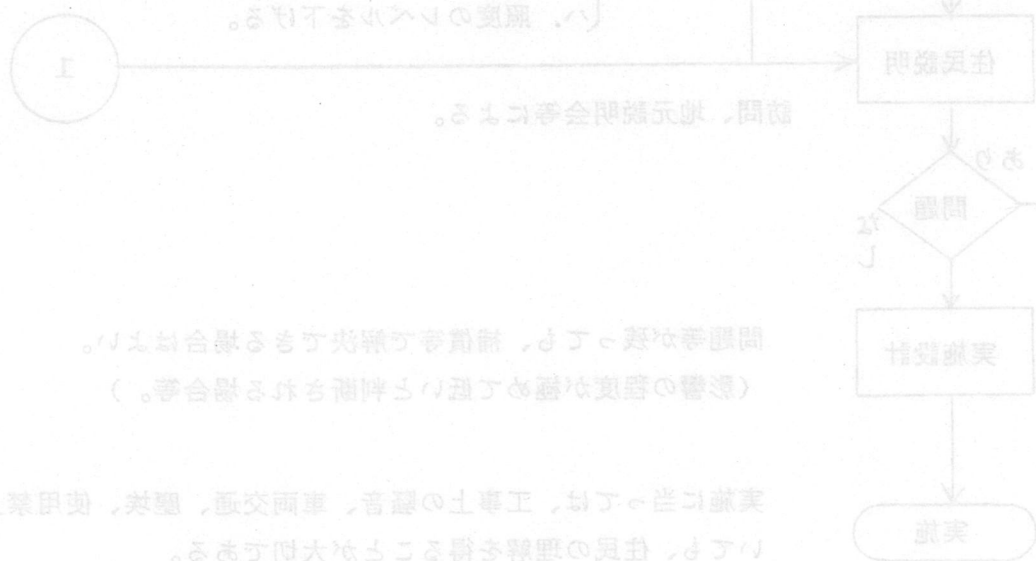 ハ. 照度のレベルを下げる。
1
住民説明
訪問、地元説明会等による。
あり
問題
なし
問題等が残っても、補償等で解決できる場合はよい。
実施設計
（影響の程度が極めて低いと判断される場合等。）
実施に当っては、工事上の騒音、車両交通、塵埃、使用禁
実施
いても、住民の理解を得ることが大切である。